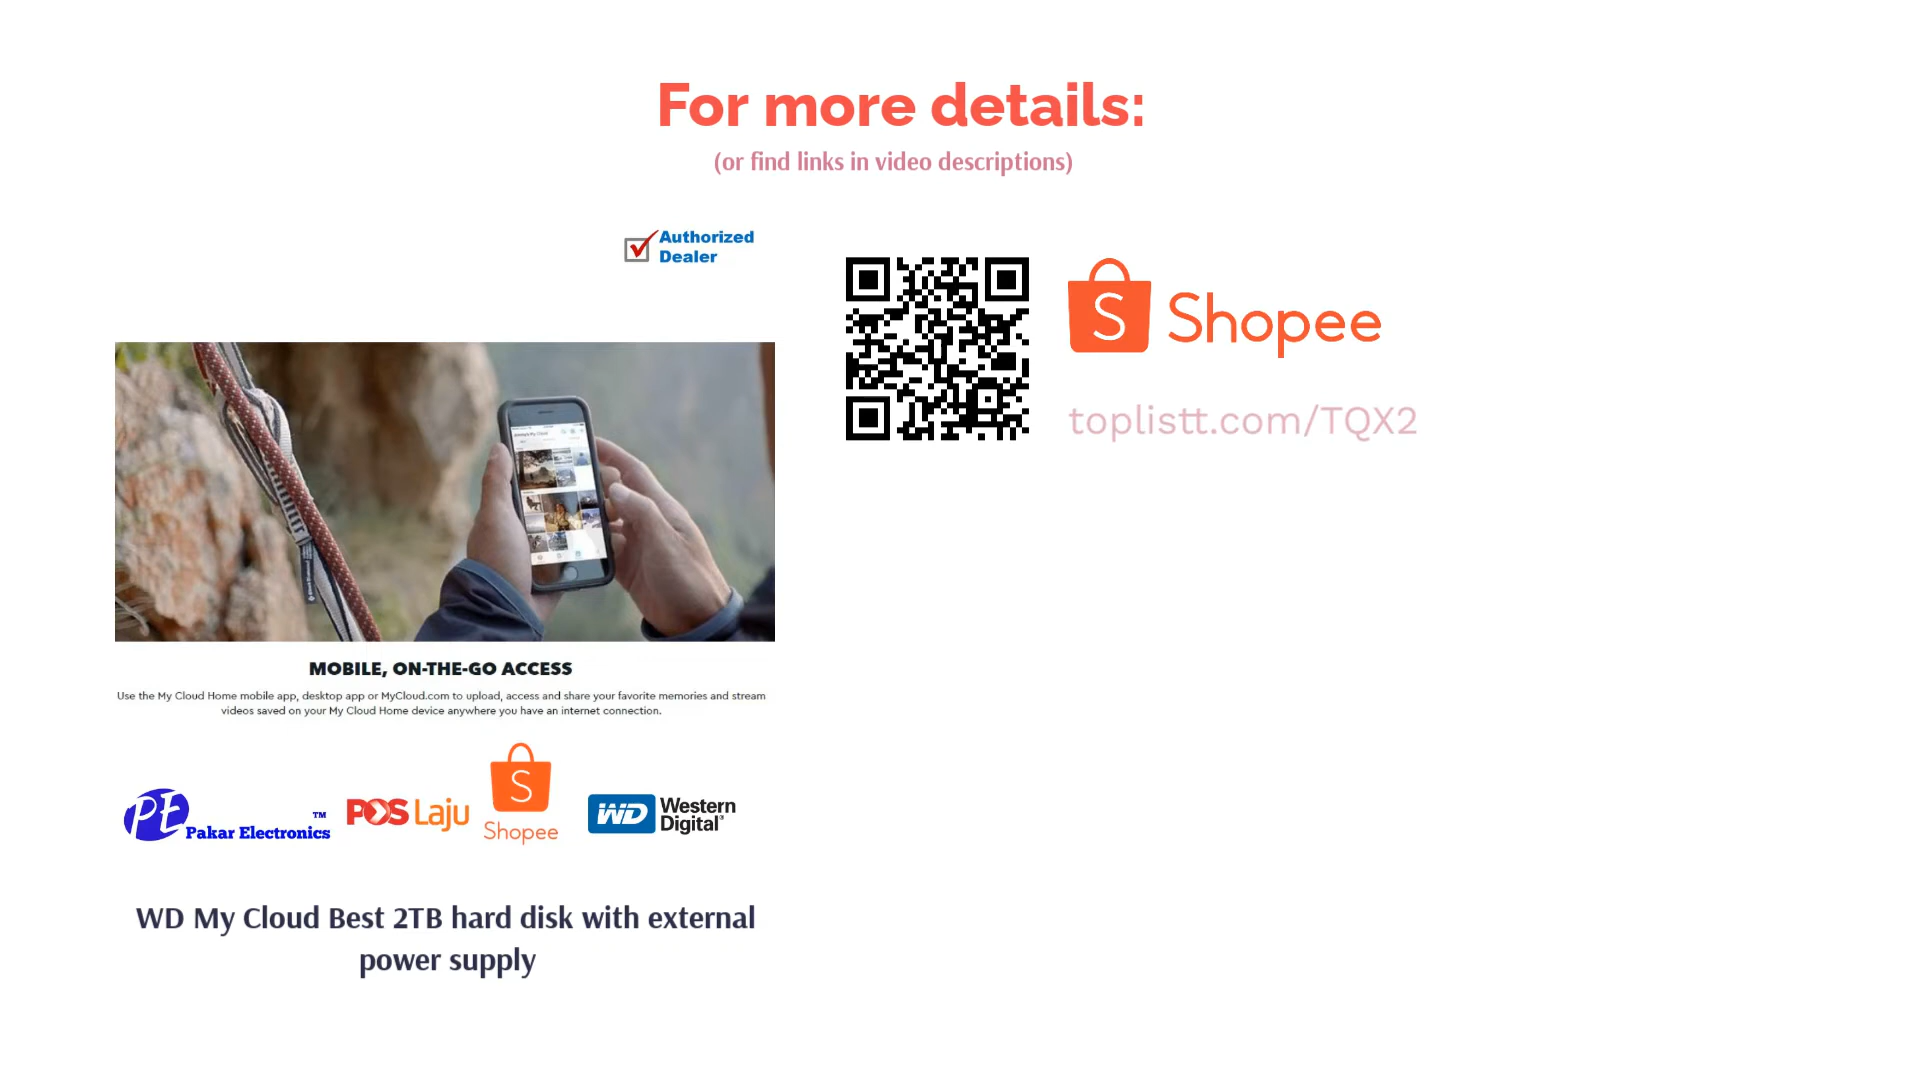 For more details:
(or find links in video descriptions)
Authorized
Dealer
S Shopee
toplistt.com/TQX2
MOBILE, ON-THE-GO ACCESS
Use the My Cloud Home mobile app, desktop app or MyCloud.com to upload, access and share your favorite memories and stream
videos saved on your My Cloud Home device anywhere you have an internet connection.
PE Pakar Electronics™
POS Laju
S
Shopee
WD Western
Digital®
WD My Cloud Best 2TB hard disk with external
power supply